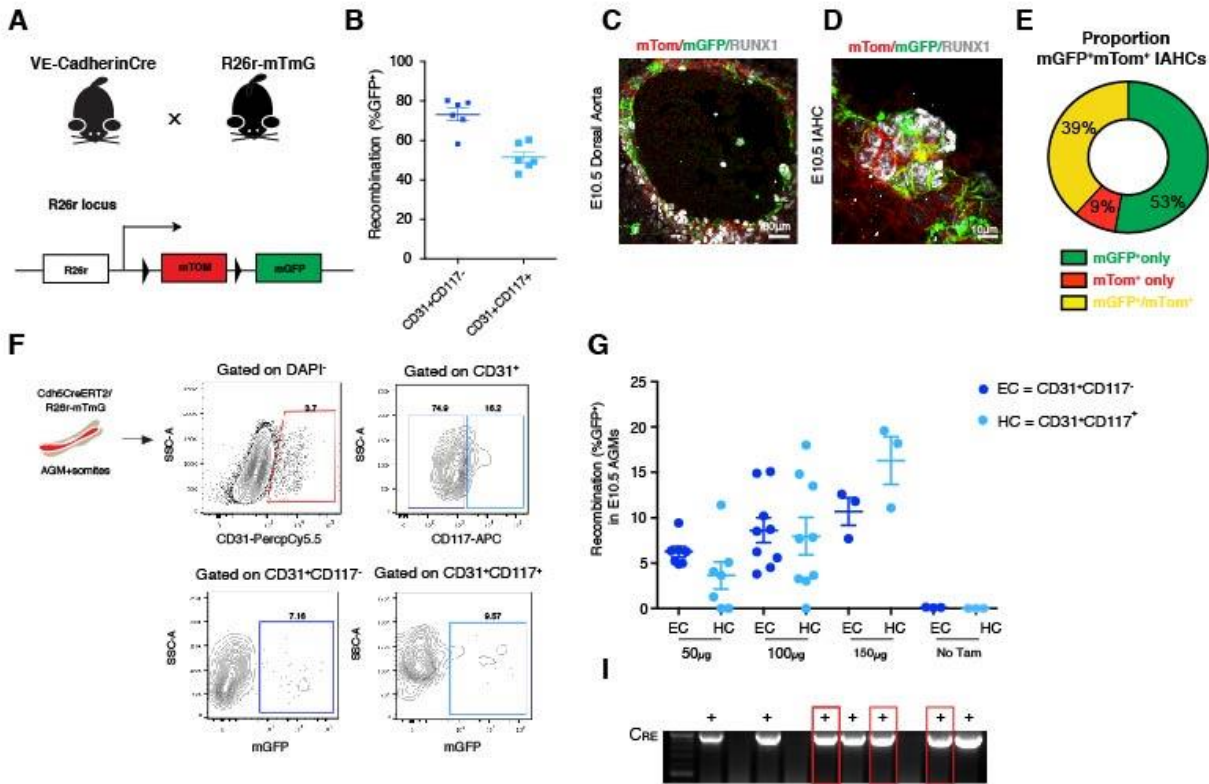 A
VE-CadherinCre
R26r-mTmG
x
R26r locus
R26r
mTOM
mGFP
B
Recombination (%GFP+)
100
80
60
40
20
0
CD31+CD117-
CD31+CD117+
C
mTom/mGFP/RUNX1
E10.5 Dorsal Aorta
D
mTom/mGFP/RUNX1
E10.5 IAHC
10µm
E
Proportion
mGFP+mTom+ IAHCs
39%
9%
53%
mGFP+ only
mTom+ only
mGFP+/mTom+
F
Cdh5CreERT2/
R26r-mTmG
AGM+somites
Gated on DAPI-
3.7
SSC-A
CD31-PercpCy5.5
Gated on CD31+
74.9
16.2
SSC-A
CD117-APC
Gated on CD31+CD117-
7.16
SSC-A
mGFP
Gated on CD31+CD117+
9.57
SSC-A
mGFP
G
Recombination (%GFP+)
in E10.5 AGMs
25
20
15
10
5
0
EC HC EC HC EC HC EC HC
50µg 100µg 150µg No Tam
EC = CD31+CD117-
HC = CD31+CD117+
I
CRE
+ + + + + + +